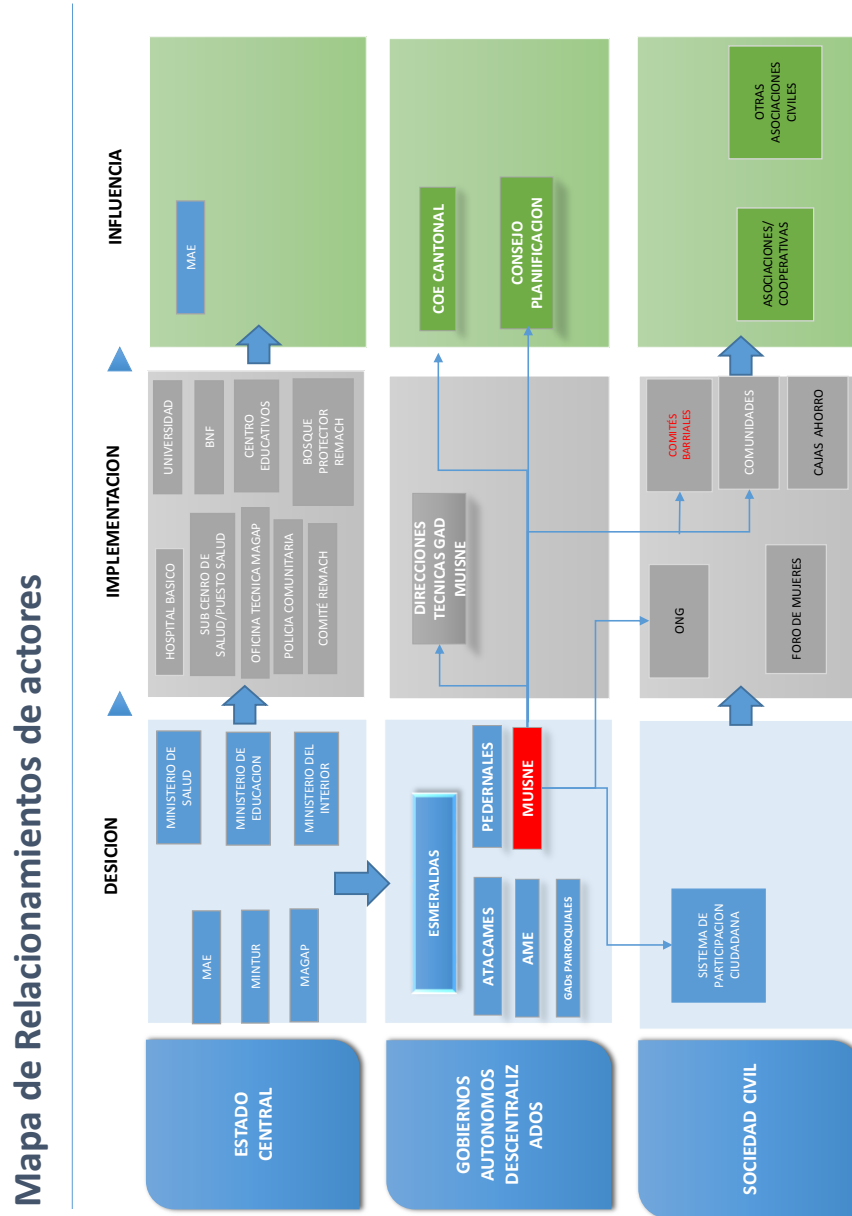 Mapa de Relacionamientos de actores
DESICION
IMPLEMENTACION
INFLUENCIA
ESTADO
CENTRAL
MAE
MINTUR
MAGAP
MINISTERIO DE
SALUD
MINISTERIO DE
EDUCACION
MINISTERIO DEL
INTERIOR
HOSPITAL BASICO
SUB CENRO DE
SALUD/PUESTO SALUD
OFICINA TECNICA MAGAP
POLICIA COMUNITARIA
COMITÉ REMACH
UNIVERSIDAD
BNF
CENTRO
EDUCATIVOS
BOSQUE
PROTECTOR
REMACH
MAE
GOBIERNOS
AUTONOMOS
DESCENTRALIZ
ADOS
ESMERALDAS
ATACAMES
AME
GADs PARROQUIALES
PEDERNALES
MUISNE
DIRECCIONES
TECNICAS GAD
MUISNE
COE CANTONAL
CONSEJO
PLANIIFICACION
SOCIEDAD CIVIL
SISTEMA DE
PARTICIPACION
CIUDADANA
ONG
FORO DE MUJERES
COMITÉS
BARRIALES
COMUNIDADES
CAJAS AHORRO
ASOCIACIONES/
COOPERATIVAS
OTRAS
ASOCIACIONES
CIVILES